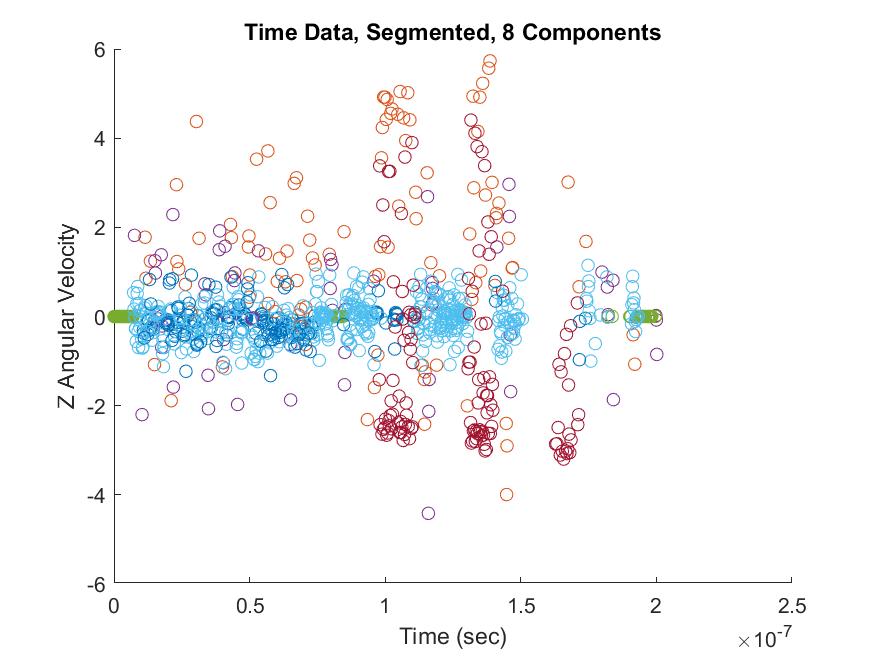 Time Data, Segmented, 8 Components
6
4
2
0
-2
-4
-6
Z Angular Velocity
0 0.5 1 1.5 2 2.5
Time (sec)
×10-7